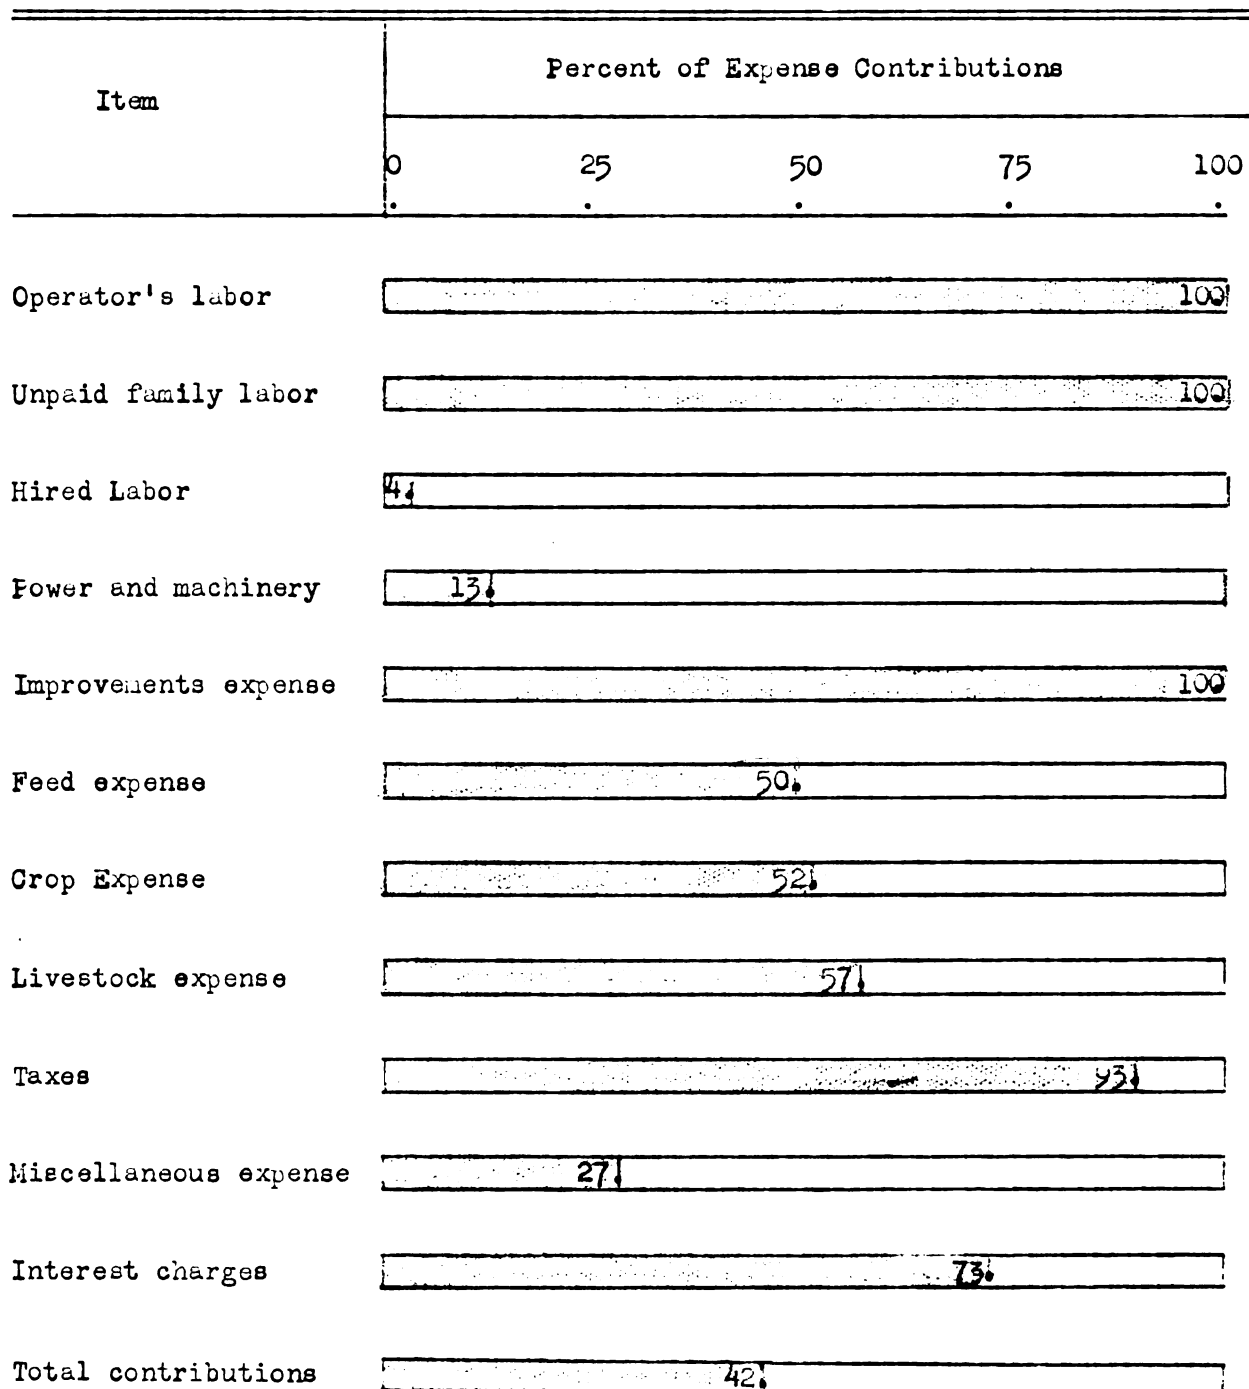 Percent of Expense Contributions
Item
0 25 50 75 100
Operator's labor 100
Unpaid family labor 100
Hired Labor 4
Power and machinery 13
Improvements expense 100
Feed expense 50
Crop Expense 52
Livestock expense 57
Taxes 93
Miscellaneous expense 27
Interest charges 73
Total contributions 42